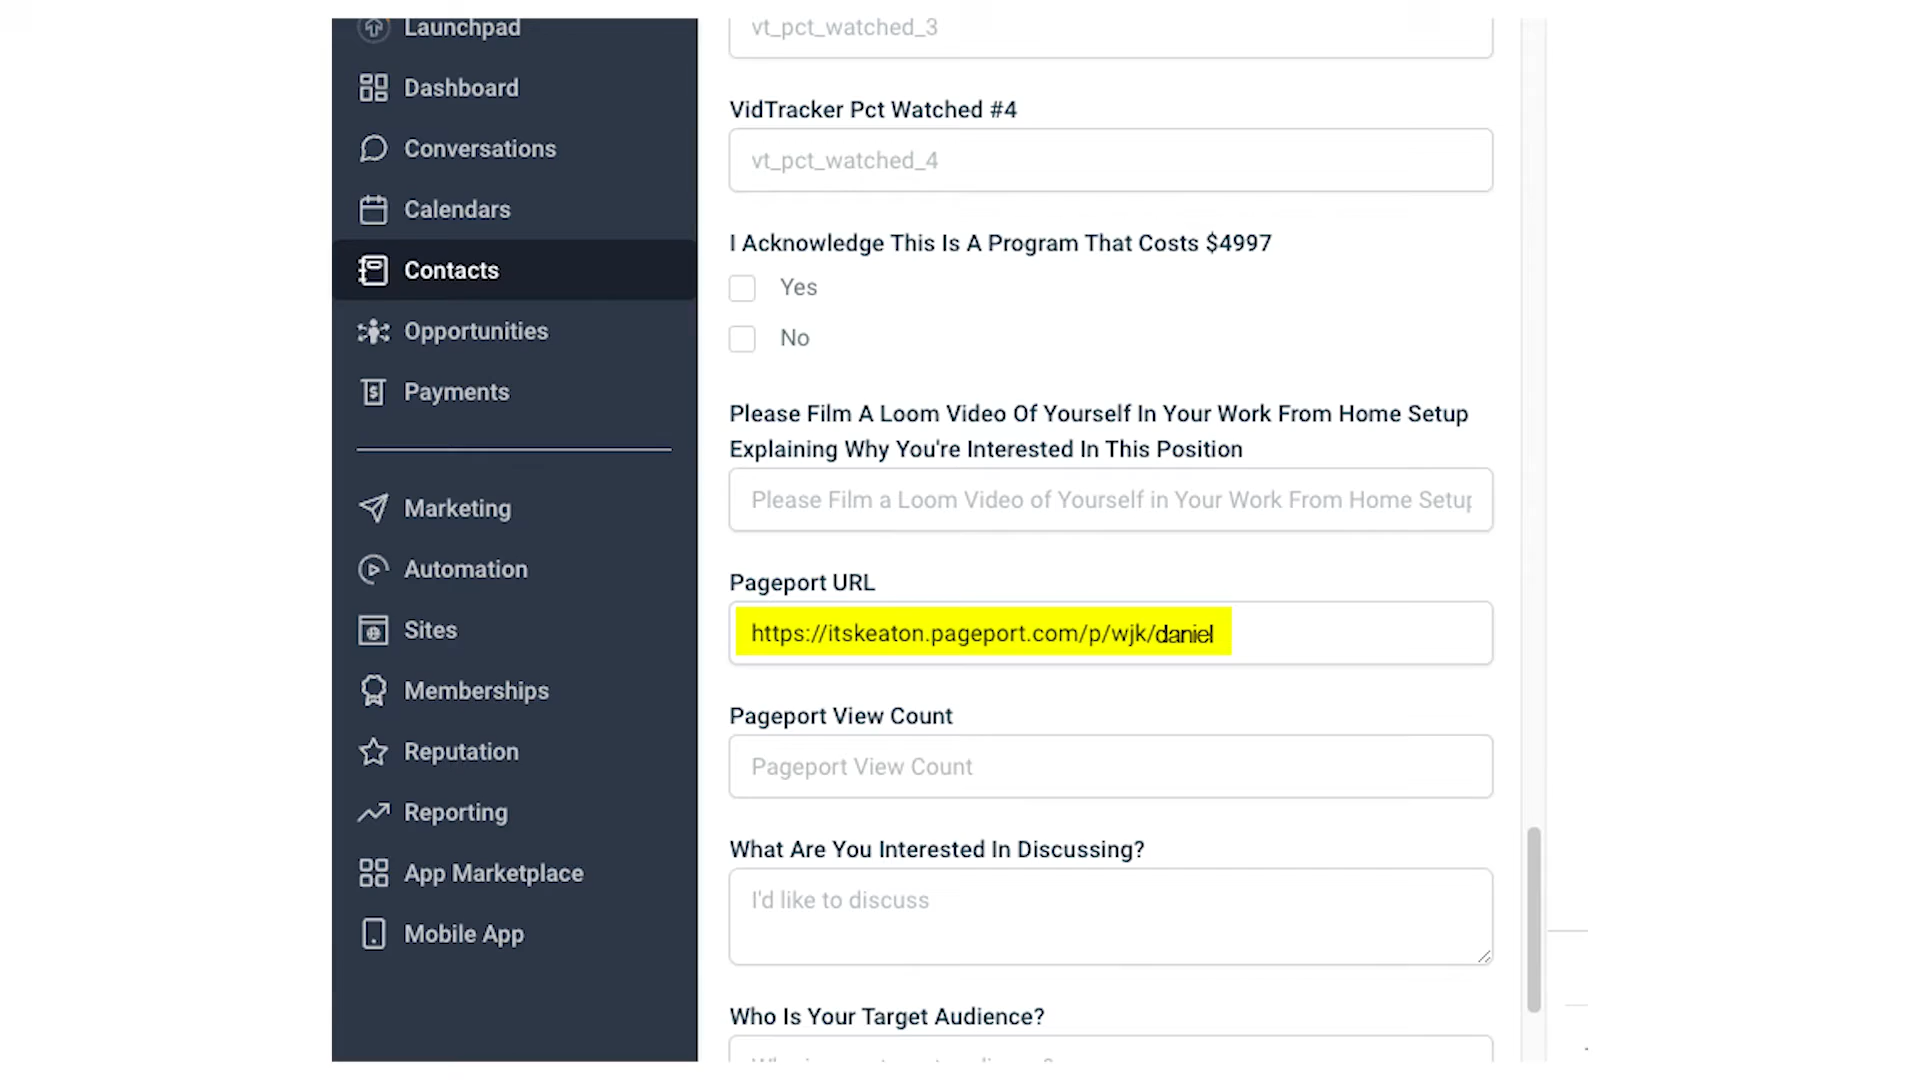 Launchpad
Dashboard
Conversations
Calendars
Contacts
Opportunities
Payments
Marketing
Automation
Sites
Memberships
Reputation
Reporting
App Marketplace
Mobile App
vt_pct_watched_3
VidTracker Pct Watched #4
vt_pct_watched_4
I Acknowledge This Is A Program That Costs $4997
Yes
No
Please Film A Loom Video Of Yourself In Your Work From Home Setup
Explaining Why You're Interested In This Position
Please Film a Loom Video of Yourself in Your Work From Home Setup
Pageport URL
https://itskeaton.pageport.com/p/wjk/daniel
Pageport View Count
Pageport View Count
What Are You Interested In Discussing?
I'd like to discuss
Who Is Your Target Audience?